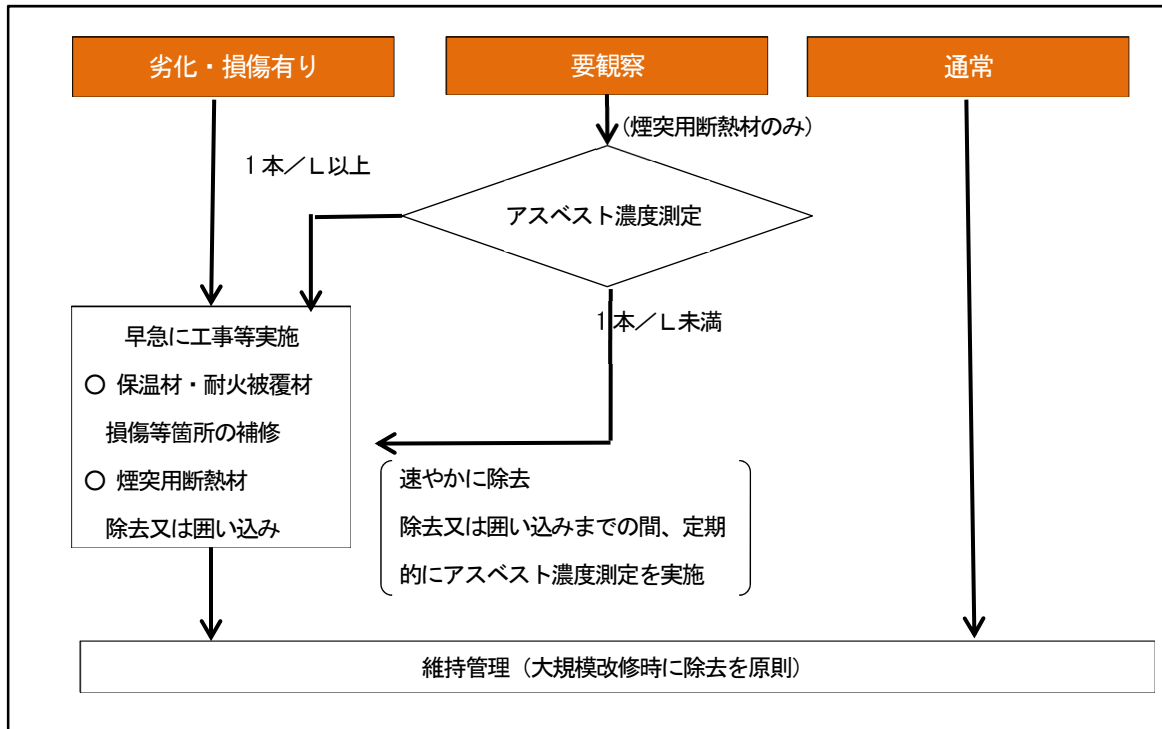 劣化・損傷有り
要観察
通常
(煙突用断熱材のみ)
1本／L以上
アスベスト濃度測定
1本／L未満
早急に工事等実施
○ 保温材・耐火被覆材
損傷等箇所の補修
○ 煙突用断熱材
除去又は囲い込み
速やかに除去
除去又は囲い込みまでの間、定期
的にアスベスト濃度測定を実施
維持管理（大規模改修時に除去を原則）